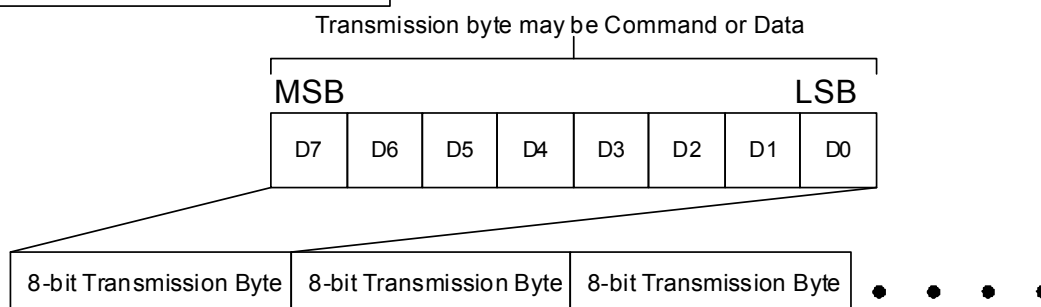 Transmission byte may be Command or Data
MSB LSB
D7 D6 D5 D4 D3 D2 D1 D0
8-bit Transmission Byte 8-bit Transmission Byte 8-bit Transmission Byte